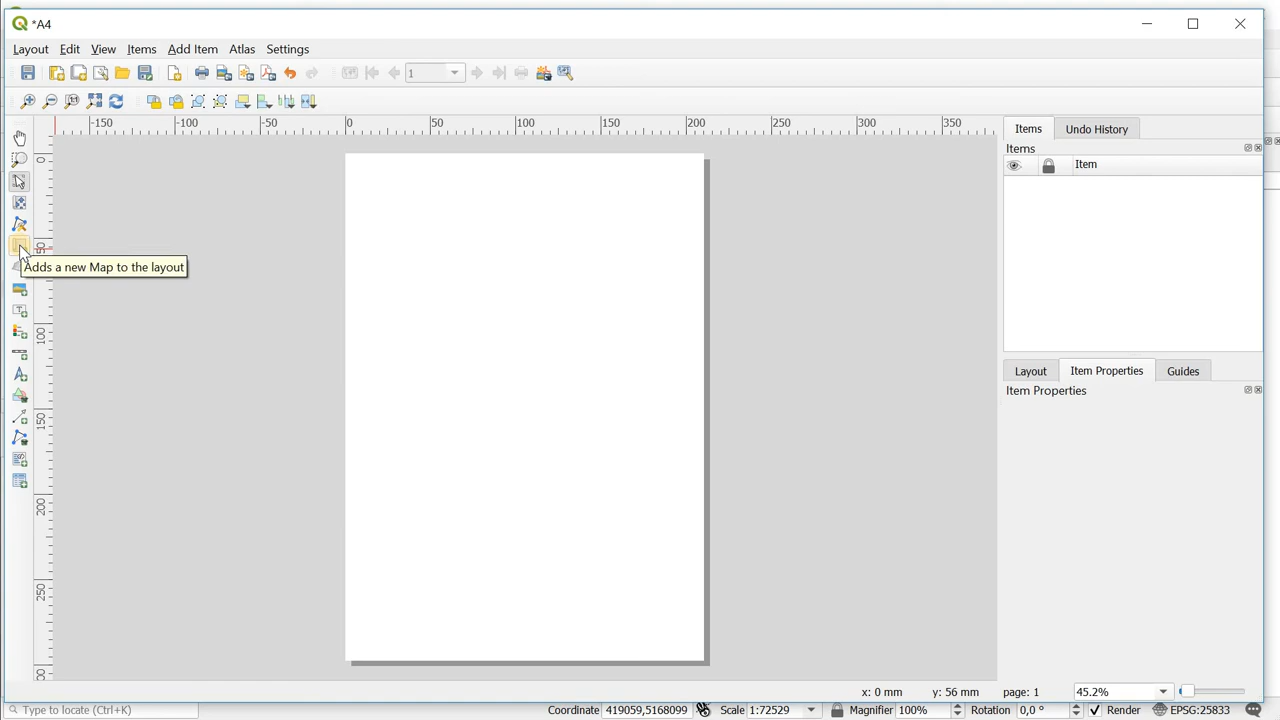 *A4
Layout Edit View Items Add Item Atlas Settings
1
-150 -100 -50 0 50 100 150 200 250 300 350
Items Undo History
Items
Item
0
50
Adds a new Map to the layout
100
150
200
250
Layout Item Properties Guides
Item Properties
x: 0 mm y: 56 mm page: 1 45.2%
Type to locate (Ctrl+K) Coordinate 419059,5168099 Scale 1:72529 Magnifier 100% Rotation 0,0 ° Render EPSG:25833